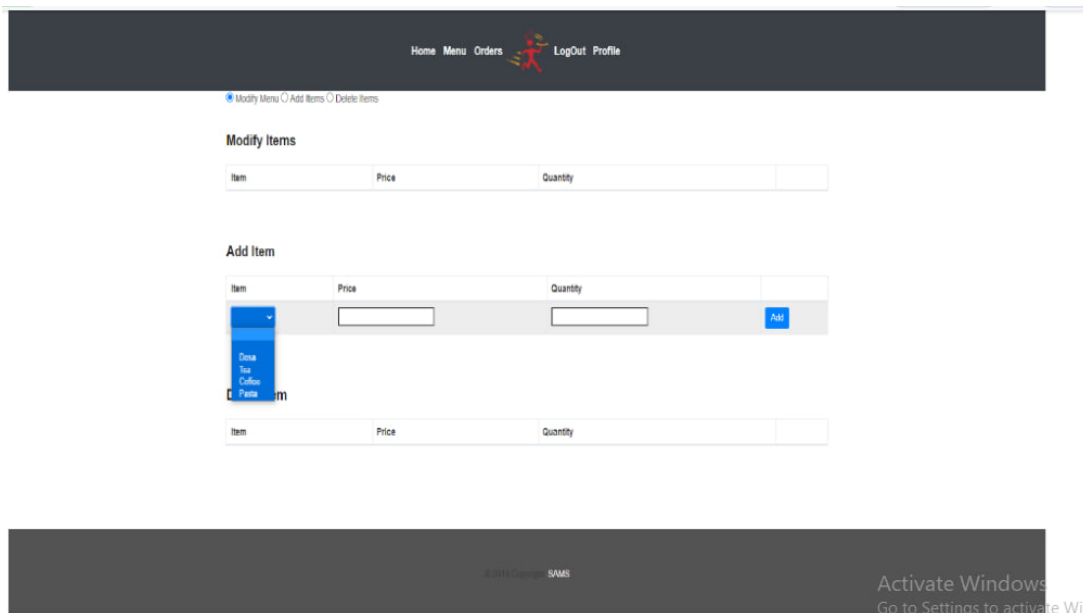 Home Menu Orders LogOut Profile
Modify Menu Add Items Delete Items
Modify Items
Item Price Quantity
Add Item
Item Price Quantity
Add
Dosa
Tea
Coffee
Pasta
D em
Item Price Quantity
Copyright: SAMS
Activate Windows
Go to Settings to activate Wi